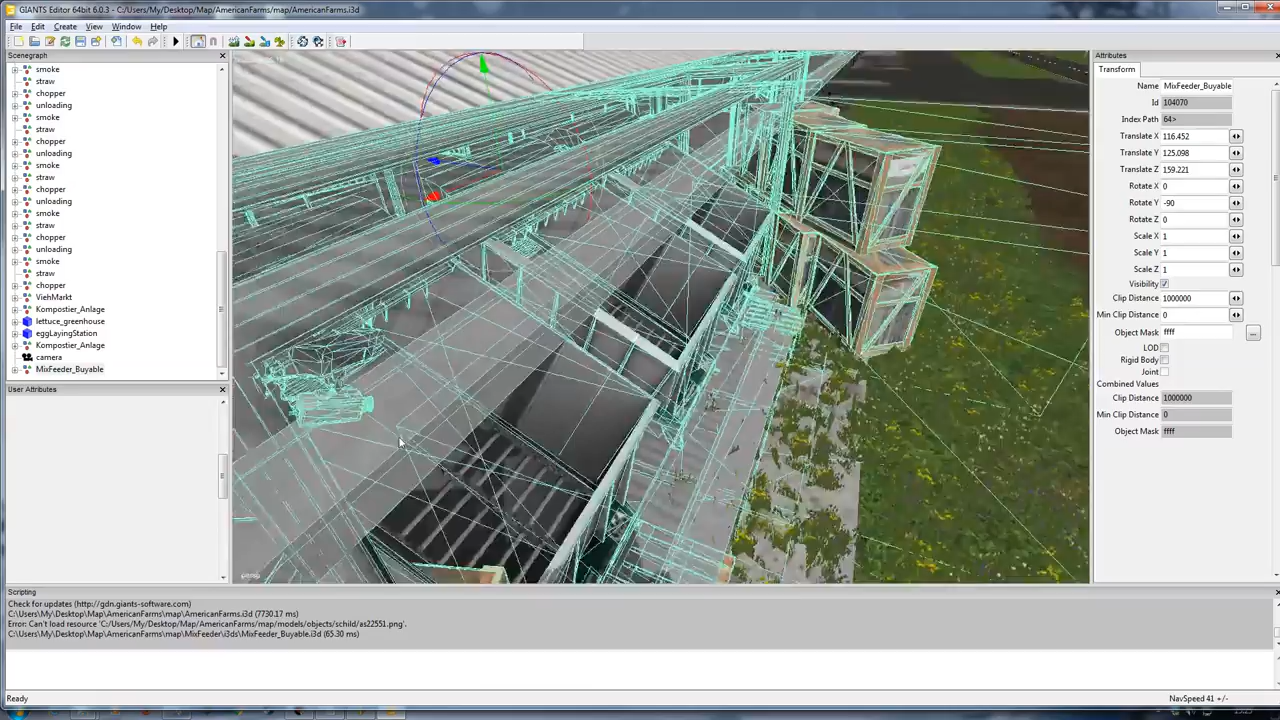 GIANTS Editor 64bit 6.0.3 - C:/Users/My/Desktop/Map/AmericanFarms/map/AmericanFarms.i3d
File Edit Create View Window Help
Scenegraph
smoke
straw
chopper
unloading
smoke
straw
chopper
unloading
smoke
straw
chopper
unloading
smoke
straw
chopper
unloading
smoke
straw
chopper
ViehMarkt
Kompostier_Anlage
lettuce_greenhouse
eggLayingStation
Kompostier_Anlage
camera
MixFeeder_Buyable
User Attributes
Attributes
Transform
Name MixFeeder_Buyable
Id 104070
Index Path 64>
Translate X 116.452
Translate Y 125.098
Translate Z 159.221
Rotate X 0
Rotate Y -90
Rotate Z 0
Scale X 1
Scale Y 1
Scale Z 1
Visibility
Clip Distance 1000000
Min Clip Distance 0
Object Mask ffff ...
LOD
Rigid Body
Joint
Combined Values
Clip Distance 1000000
Min Clip Distance 0
Object Mask ffff
Scripting
Check for updates (http://gdn.giants-software.com)
C:\Users\My\Desktop\Map\AmericanFarms\map\AmericanFarms.i3d (7730.17 ms)
Error: Can't load resource 'C:/Users/My/Desktop/Map/AmericanFarms/map/models/objects/schild/as22551.png'.
C:\Users\My\Desktop\Map\AmericanFarms\map\MixFeeder\i3ds\MixFeeder_Buyable.i3d (65.30 ms)
Ready
NavSpeed 41 +/-